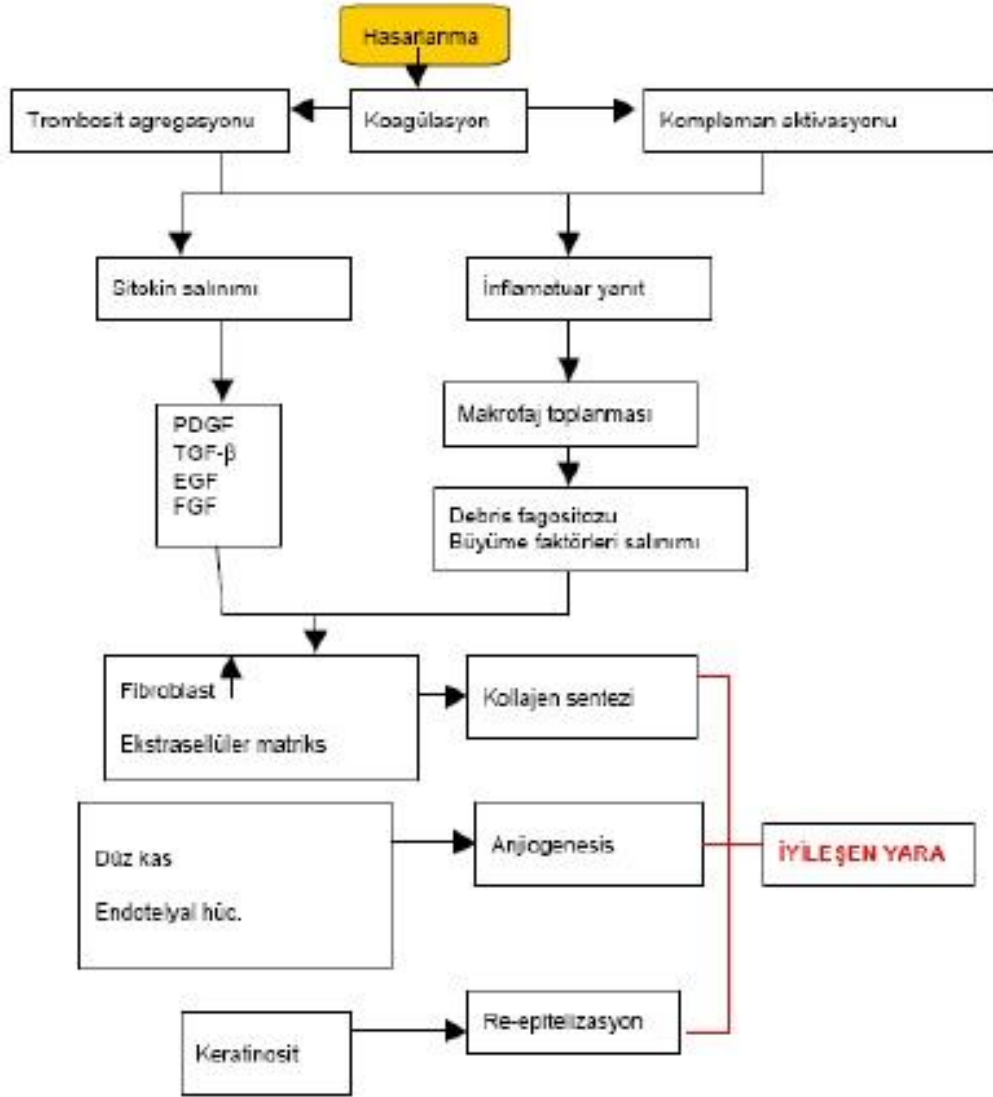 Hasarlanma
Trombosit agregasyonu
Koagülasyon
Kompleman aktivasyonu
Sitokin salınımı
İnflamatuar yanıt
Makrofaj toplanması
PDGF
TGF-β
EGF
FGF
Debris fagositozu
Büyüme faktörleri salınımı
Fibroblast
Ekstrasellüler matriks
Kollajen sentezi
Düz kas
Endotelyal hüc.
Anjiogenesis
İYİLEŞEN YARA
Re-epitelizasyon
Keratinosit